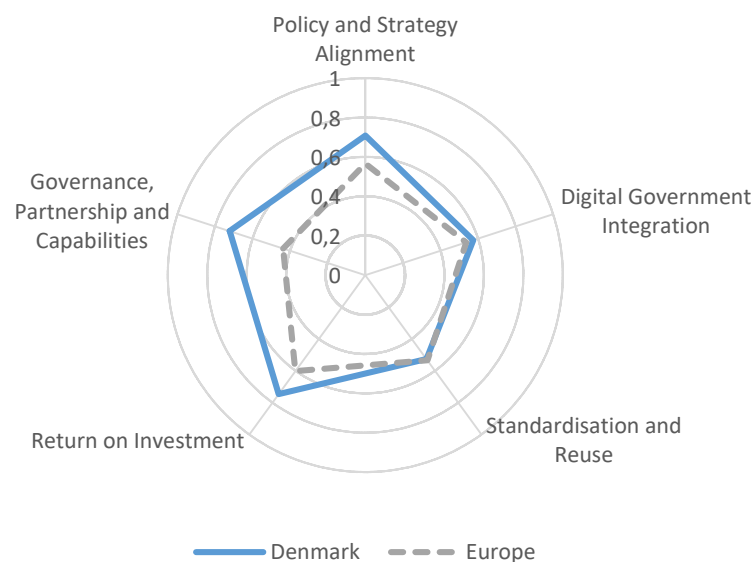 Policy and Strategy
Alignment
1
0,8
0,6
0,4
0,2
0
Digital Government
Integration
Standardisation and
Reuse
Return on Investment
Governance,
Partnership and
Capabilities
Denmark
Europe